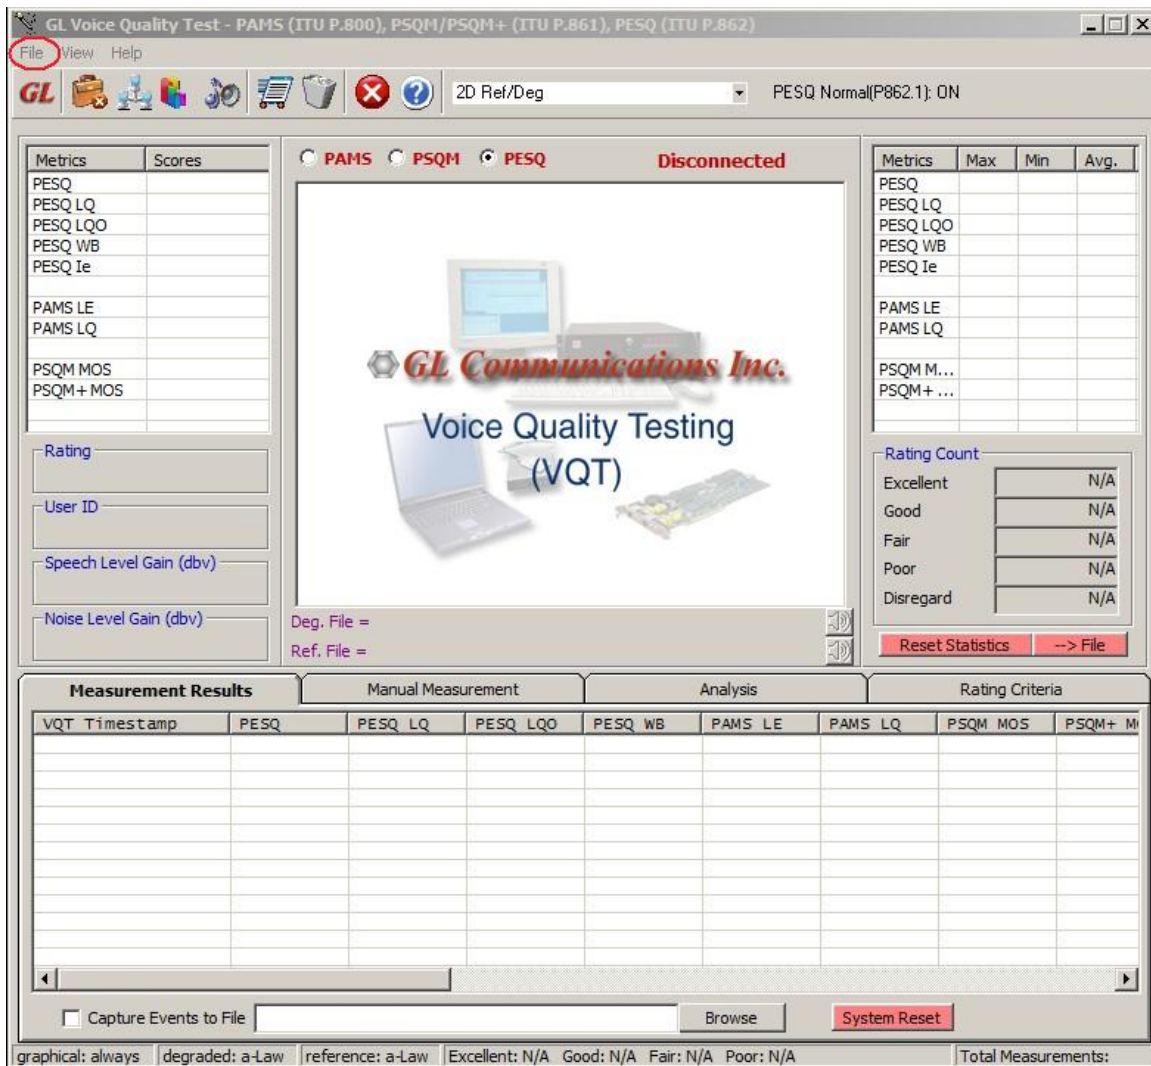 GL Voice Quality Test - PAMS (ITU P.800), PSQM/PSQM+ (ITU P.861), PESQ (ITU P.862)
File View Help
GL 2D Ref/Deg PESQ Normal(P862.1): ON
Metrics Scores
PESQ
PESQ LQ
PESQ LQO
PESQ WB
PESQ Ie
PAMS LE
PAMS LQ
PSQM MOS
PSQM+ MOS
Rating
User ID
Speech Level Gain (dbv)
Noise Level Gain (dbv)
PAMS PSQM PESQ Disconnected
GL Communications Inc.
Voice Quality Testing
(VQT)
Deg. File =
Ref. File =
Metrics Max Min Avg.
PESQ
PESQ LQ
PESQ LQO
PESQ WB
PESQ Ie
PAMS LE
PAMS LQ
PSQM M...
PSQM+ ...
Rating Count
Excellent N/A
Good N/A
Fair N/A
Poor N/A
Disregard N/A
Reset Statistics --> File
Measurement Results Manual Measurement Analysis Rating Criteria
VQT Timestamp PESQ PESQ LQ PESQ LQO PESQ WB PAMS LE PAMS LQ PSQM MOS PSQM+ M
Capture Events to File Browse System Reset
graphical: always degraded: a-Law reference: a-Law Excellent: N/A Good: N/A Fair: N/A Poor: N/A Total Measurements: